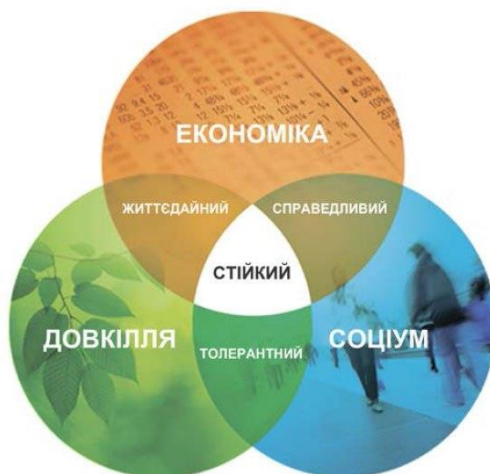 ЕКОНОМІКА
ЖИТТЄДАЙНИЙ
СПРАВЕДЛИВИЙ
СТІЙКИЙ
ДОВКІЛЛЯ
ТОЛЕРАНТНИЙ
СОЦІУМ